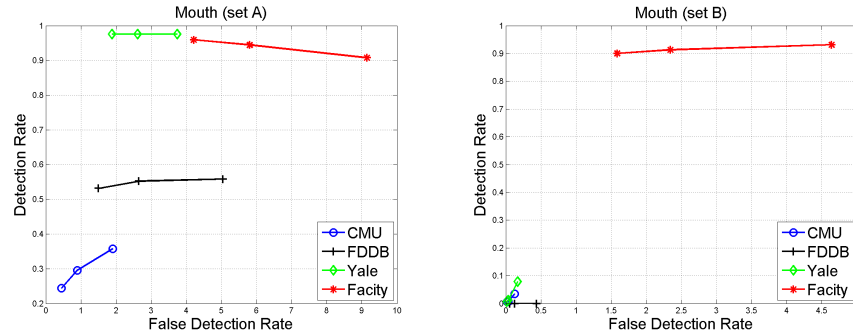 Mouth (set A)
Detection Rate
1
0.9
0.8
0.7
0.6
0.5
0.4
0.3
0.2
0 1 2 3 4 5 6 7 8 9 10
False Detection Rate
CMU
FDDB
Yale
Facity
Mouth (set B)
Detection Rate
1
0.9
0.8
0.7
0.6
0.5
0.4
0.3
0.2
0.1
0
0 0.5 1 1.5 2 2.5 3 3.5 4 4.5
False Detection Rate
CMU
FDDB
Yale
Facity